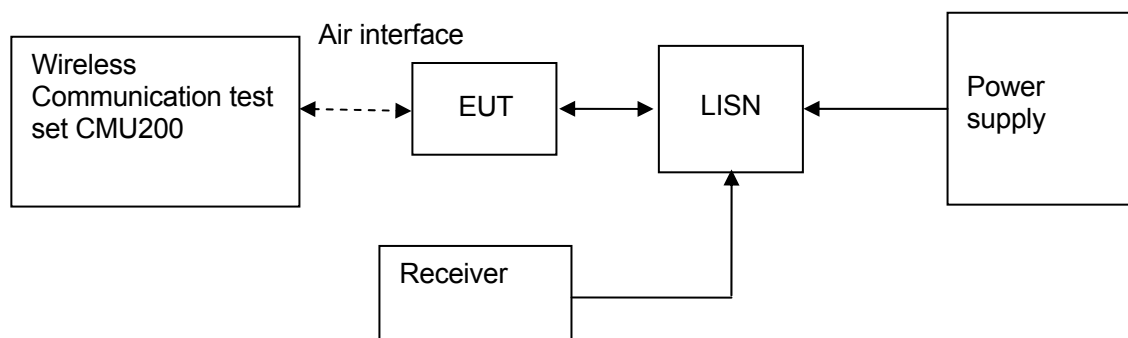 Air interface
Wireless
Communication test
set CMU200
EUT
LISN
Power
supply
Receiver